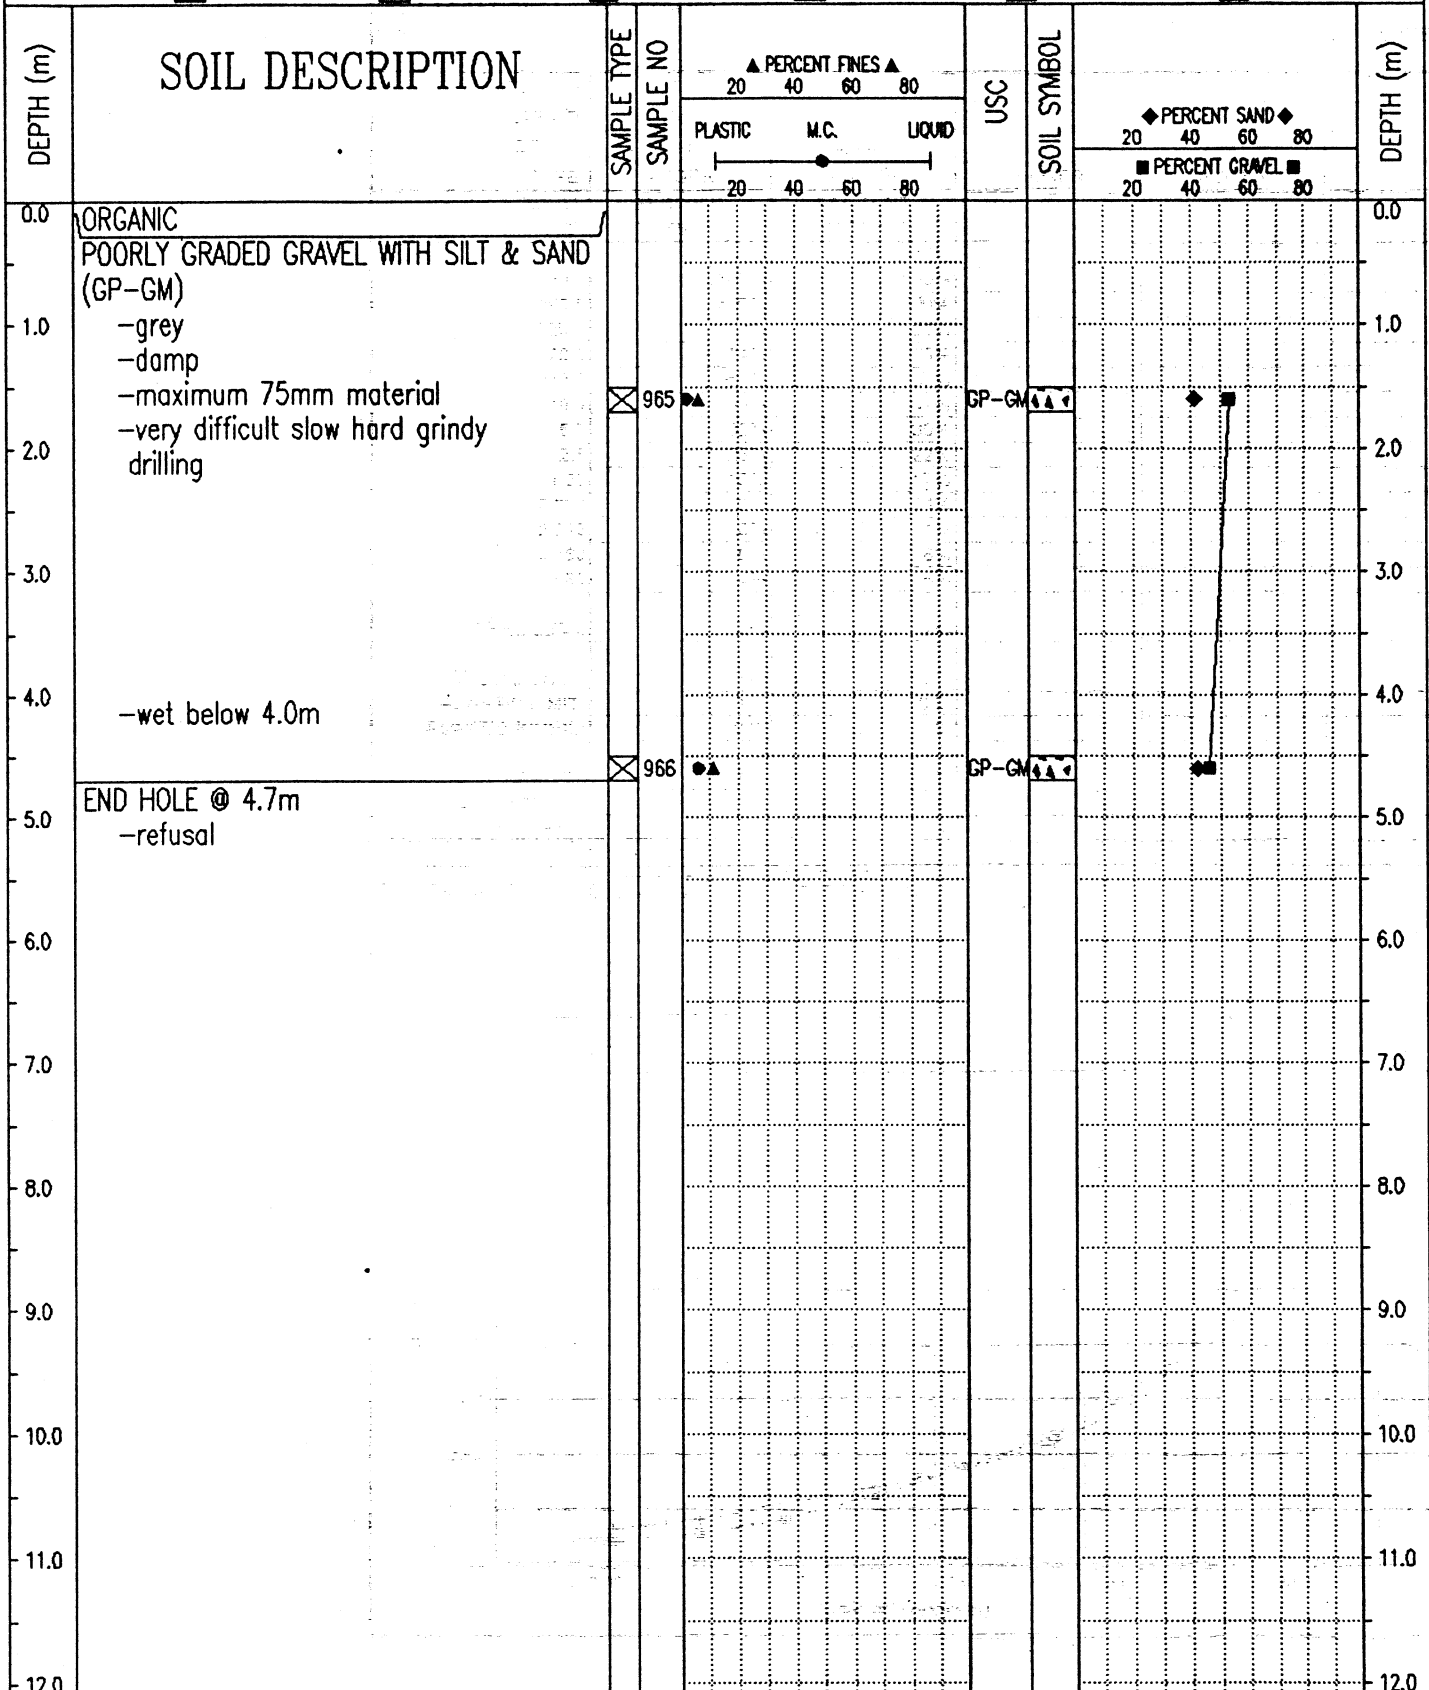 DEPTH (m)
SOIL DESCRIPTION
SAMPLE TYPE
SAMPLE NO
▲ PERCENT FINES ▲
20 40 60 80
PLASTIC M.C. LIQUID
20 40 60 80
USC
SOIL SYMBOL
◆PERCENT SAND◆
20 40 60 80
■ PERCENT GRAVEL ■
20 40 60 80
DEPTH (m)
0.0 ORGANIC 0.0
POORLY GRADED GRAVEL WITH SILT & SAND
(GP-GM)
1.0 -grey 1.0
-damp
-maximum 75mm material 965 GP-GM
-very difficult slow hard grindy
2.0 drilling 2.0
3.0 3.0
4.0 -wet below 4.0m 4.0
966 GP-GM
END HOLE @ 4.7m
5.0 -refusal 5.0
6.0 6.0
7.0 7.0
8.0 8.0
9.0 9.0
10.0 10.0
11.0 11.0
12.0 12.0